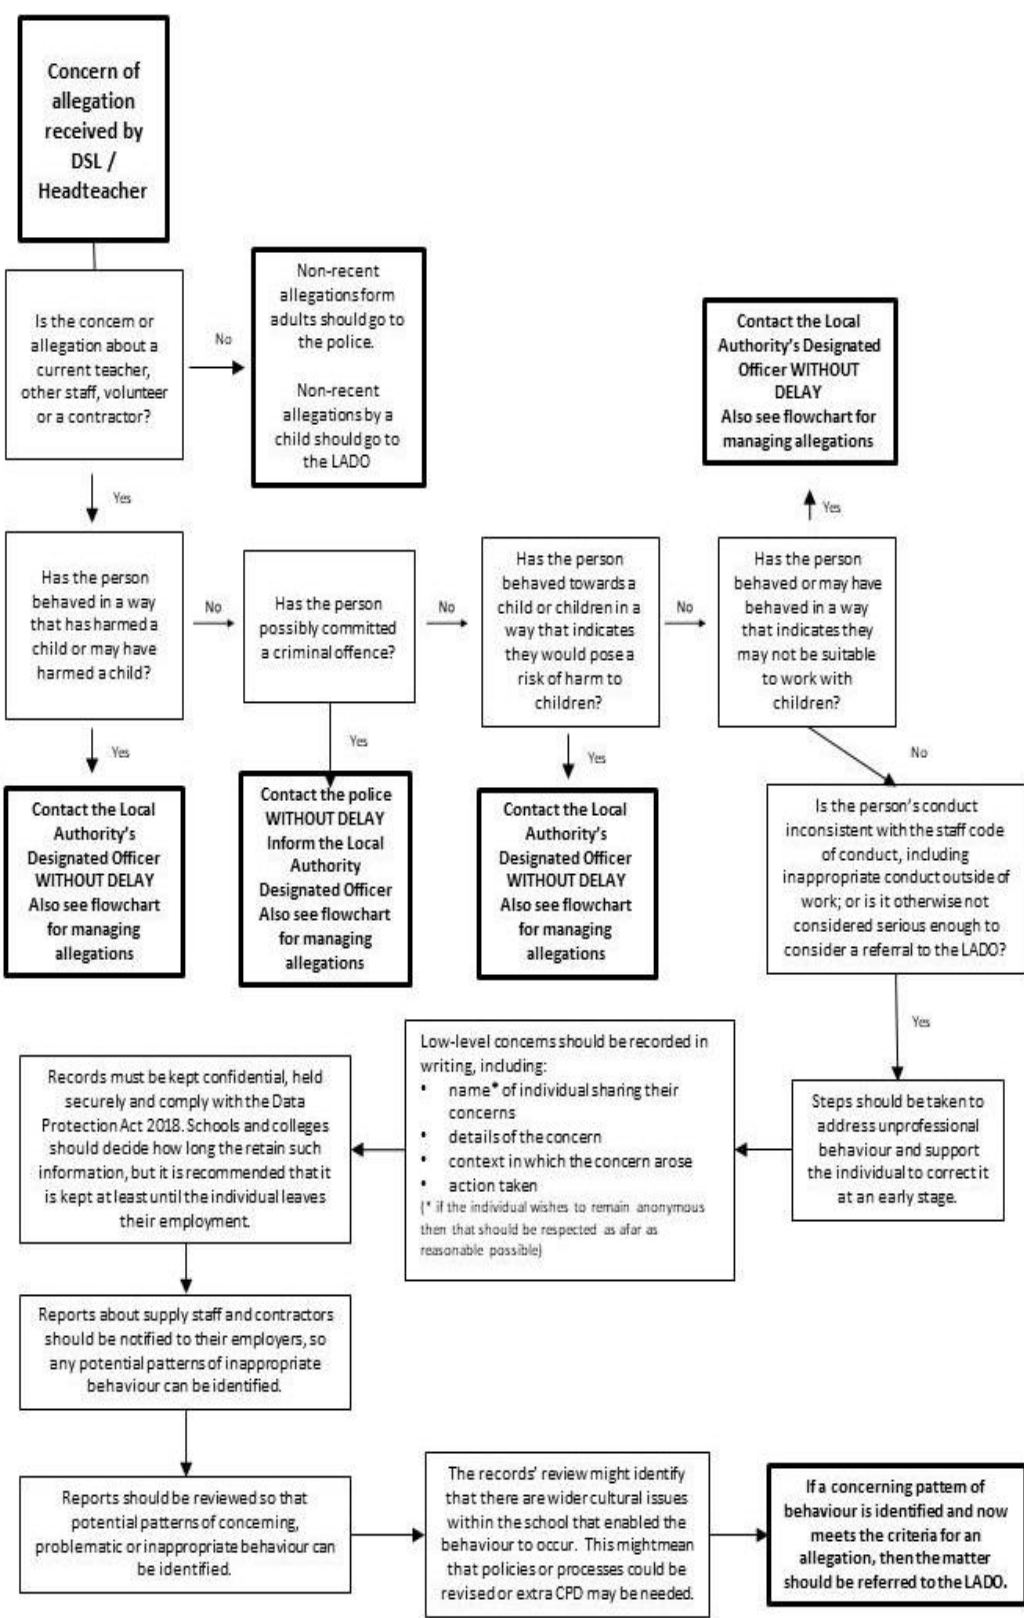 Concern of
allegation
received by
DSL /
Headteacher
Is the concern or
allegation about a
current teacher,
other staff, volunteer
or a contractor?
No
Non-recent
allegations form
adults should go to
the police.
Non-recent
allegations by a
child should go to
the LADO
Contact the Local
Authority's Designated
Officer WITHOUT
DELAY
Also see flowchart for
managing allegations
Yes
Yes
Has the person
behaved in a way
that has harmed a
child or may have
harmed a child?
No
Has the person
possibly committed
a criminal offence?
No
Has the person
behaved towards a
child or children in a
way that indicates
they would pose a
risk of harm to
children?
No
Has the person
behaved or may have
behaved in a way
that indicates they
may not be suitable
to work with
children?
Yes
Yes
Yes
No
Contact the Local
Authority's
Designated Officer
WITHOUT DELAY
Also see flowchart
for managing
allegations
Contact the police
WITHOUT DELAY
Inform the Local
Authority
Designated Officer
Also see flowchart
for managing
allegations
Contact the Local
Authority's
Designated Officer
WITHOUT DELAY
Also see flowchart
for managing
allegations
Is the person's conduct
inconsistent with the staff code
of conduct, including
inappropriate conduct outside of
work; or is it otherwise not
considered serious enough to
consider a referral to the LADO?
Yes
Steps should be taken to
address unprofessional
behaviour and support
the individual to correct it
at an early stage.
Low-level concerns should be recorded in
writing, including:
• name* of individual sharing their
concerns
• details of the concern
• context in which the concern arose
• action taken
(* if the individual wishes to remain anonymous
then that should be respected as afar as
reasonable possible)
Records must be kept confidential, held
securely and comply with the Data
Protection Act 2018. Schools and colleges
should decide how long the retain such
information, but it is recommended that it
is kept at least until the individual leaves
their employment.
Reports about supply staff and contractors
should be notified to their employers, so
any potential patterns of inappropriate
behaviour can be identified.
Reports should be reviewed so that
potential patterns of concerning,
problematic or inappropriate behaviour can
be identified.
The records' review might identify
that there are wider cultural issues
within the school that enabled the
behaviour to occur. This might mean
that policies or processes could be
revised or extra CPD may be needed.
If a concerning pattern of
behaviour is identified and now
meets the criteria for an
allegation, then the matter
should be referred to the LADO.